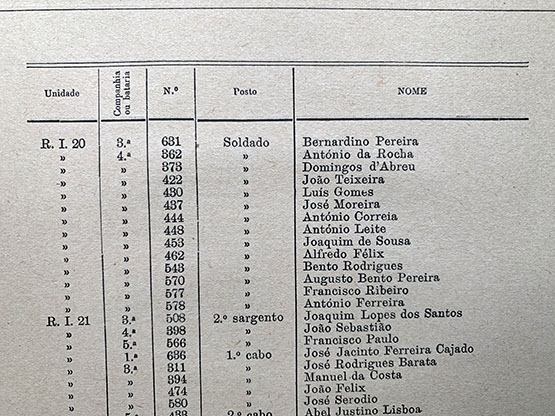 Unidade Companhia ou bataria N.º Posto NOME
R. I. 20 3.ª 631 Soldado Bernardino Pereira
» 4.ª 362 » António da Rocha
» » 373 » Domingos d'Abreu
» » 422 » João Teixeira
» » 430 » Luís Gomes
» » 437 » José Moreira
» » 444 » António Correia
» » 448 » António Leite
» » 453 » Joaquim de Sousa
» » 462 » Alfredo Félix
» » 543 » Bento Rodrigues
» » 570 » Augusto Bento Pereira
» » 577 » Francisco Ribeiro
» » 578 » António Ferreira
R. I. 21 3.ª 508 2.º sargento Joaquim Lopes dos Santos
» 4.ª 398 » João Sebastião
» 5.ª 566 » Francisco Paulo
» 1.ª 636 1.º cabo José Jacinto Ferreira Cajado
» 3.ª 311 » José Rodrigues Barata
» » 394 » Manuel da Costa
» » 474 » João Felix
» » 580 » José Serodio
» 2.º cabo Abel Justino Lisboa